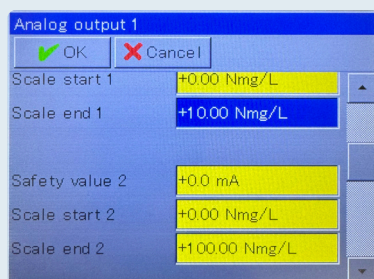 Analog output 1
OK Cancel
Scale start 1 +0.00 Nmg/L
Scale end 1 +10.00 Nmg/L
Safety value 2 +0.0 mA
Scale start 2 +0.00 Nmg/L
Scale end 2 +100.00 Nmg/L